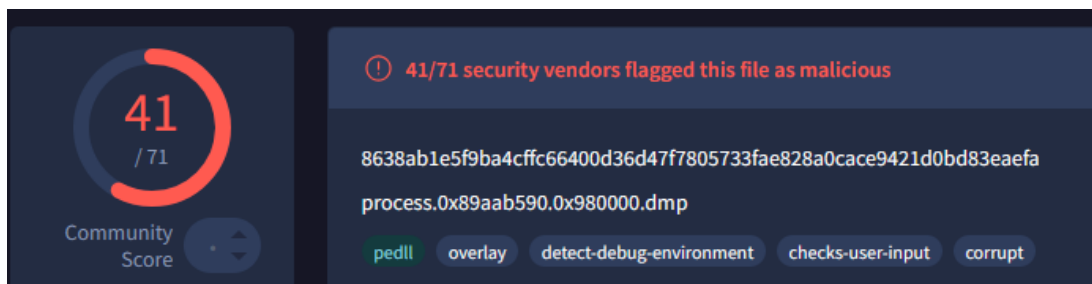 41
/ 71
Community
Score
41/71 security vendors flagged this file as malicious
8638ab1e5f9ba4cffc66400d36d47f7805733fae828a0cace9421d0bd83eaefa
process.0x89aab590.0x980000.dmp
pedll overlay detect-debug-environment checks-user-input corrupt